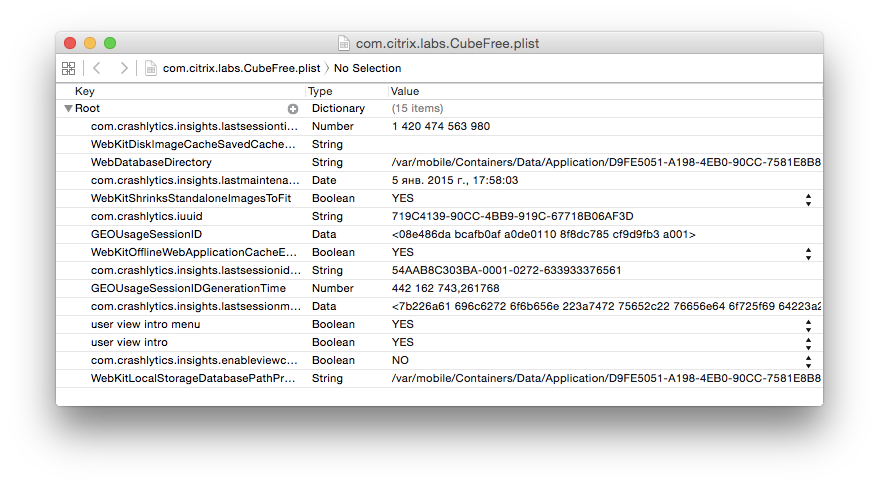 com.citrix.labs.CubeFree.plist
com.citrix.labs.CubeFree.plist No Selection
Key Type Value
Root Dictionary (15 items)
com.crashlytics.insights.lastsessionti... Number 1 420 474 563 980
WebKitDiskImageCacheSavedCache... String
WebDatabaseDirectory String /var/mobile/Containers/Data/Application/D9FE5051-A198-4EB0-90CC-7581E8B8
com.crashlytics.insights.lastmaintena... Date 5 янв. 2015 г., 17:58:03
WebKitShrinksStandaloneImagesToFit Boolean YES
com.crashlytics.iuuid String 719C4139-90CC-4BB9-919C-67718B06AF3D
GEOUsageSessionID Data <08e486da bcafb0af a0de0110 8f8dc785 cf9d9fb3 a001>
WebKitOfflineWebApplicationCacheE... Boolean YES
com.crashlytics.insights.lastsessionid... String 54AAB8C303BA-0001-0272-633933376561
GEOUsageSessionIDGenerationTime Number 442 162 743,261768
com.crashlytics.insights.lastsessionm... Data <7b226a61 696c6272 6f6b656e 223a7472 75652c22 76656e64 6f725f69 64223a2
user view intro menu Boolean YES
user view intro Boolean YES
com.crashlytics.insights.enableviewc... Boolean NO
WebKitLocalStorageDatabasePathPr... String /var/mobile/Containers/Data/Application/D9FE5051-A198-4EB0-90CC-7581E8B8